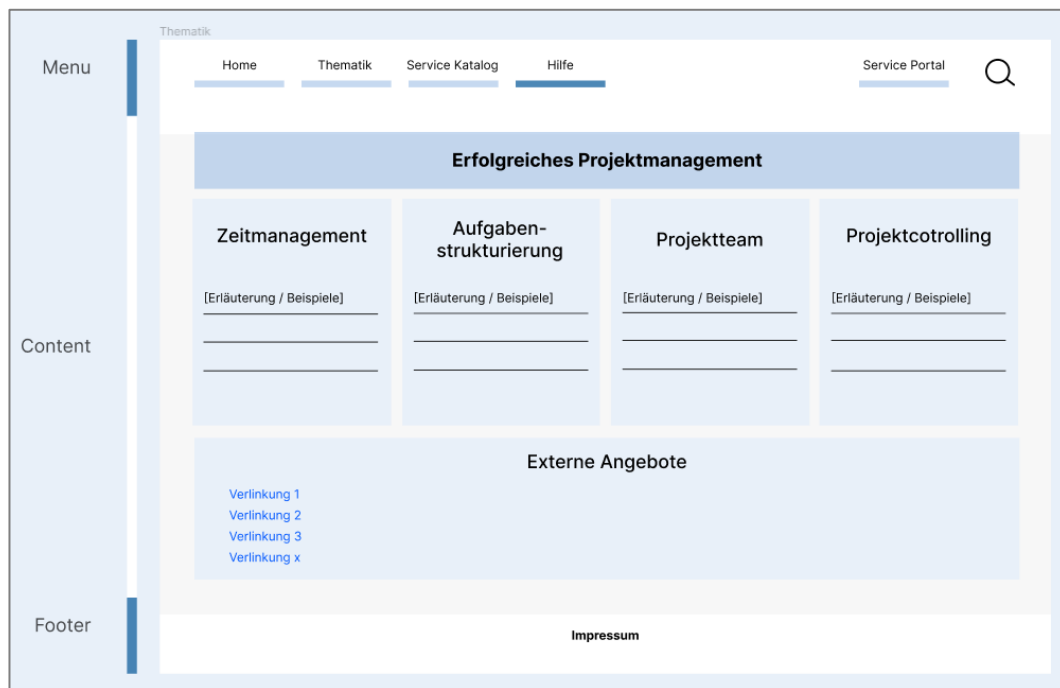 Thematik
Menu
Home
Thematik
Service Katalog
Hilfe
Service Portal
Erfolgreiches Projektmanagement
Zeitmanagement
Aufgaben-
strukturierung
Projektteam
Projektcotrolling
[Erläuterung / Beispiele]
[Erläuterung / Beispiele]
[Erläuterung / Beispiele]
[Erläuterung / Beispiele]
Content
Externe Angebote
Verlinkung 1
Verlinkung 2
Verlinkung 3
Verlinkung x
Footer
Impressum